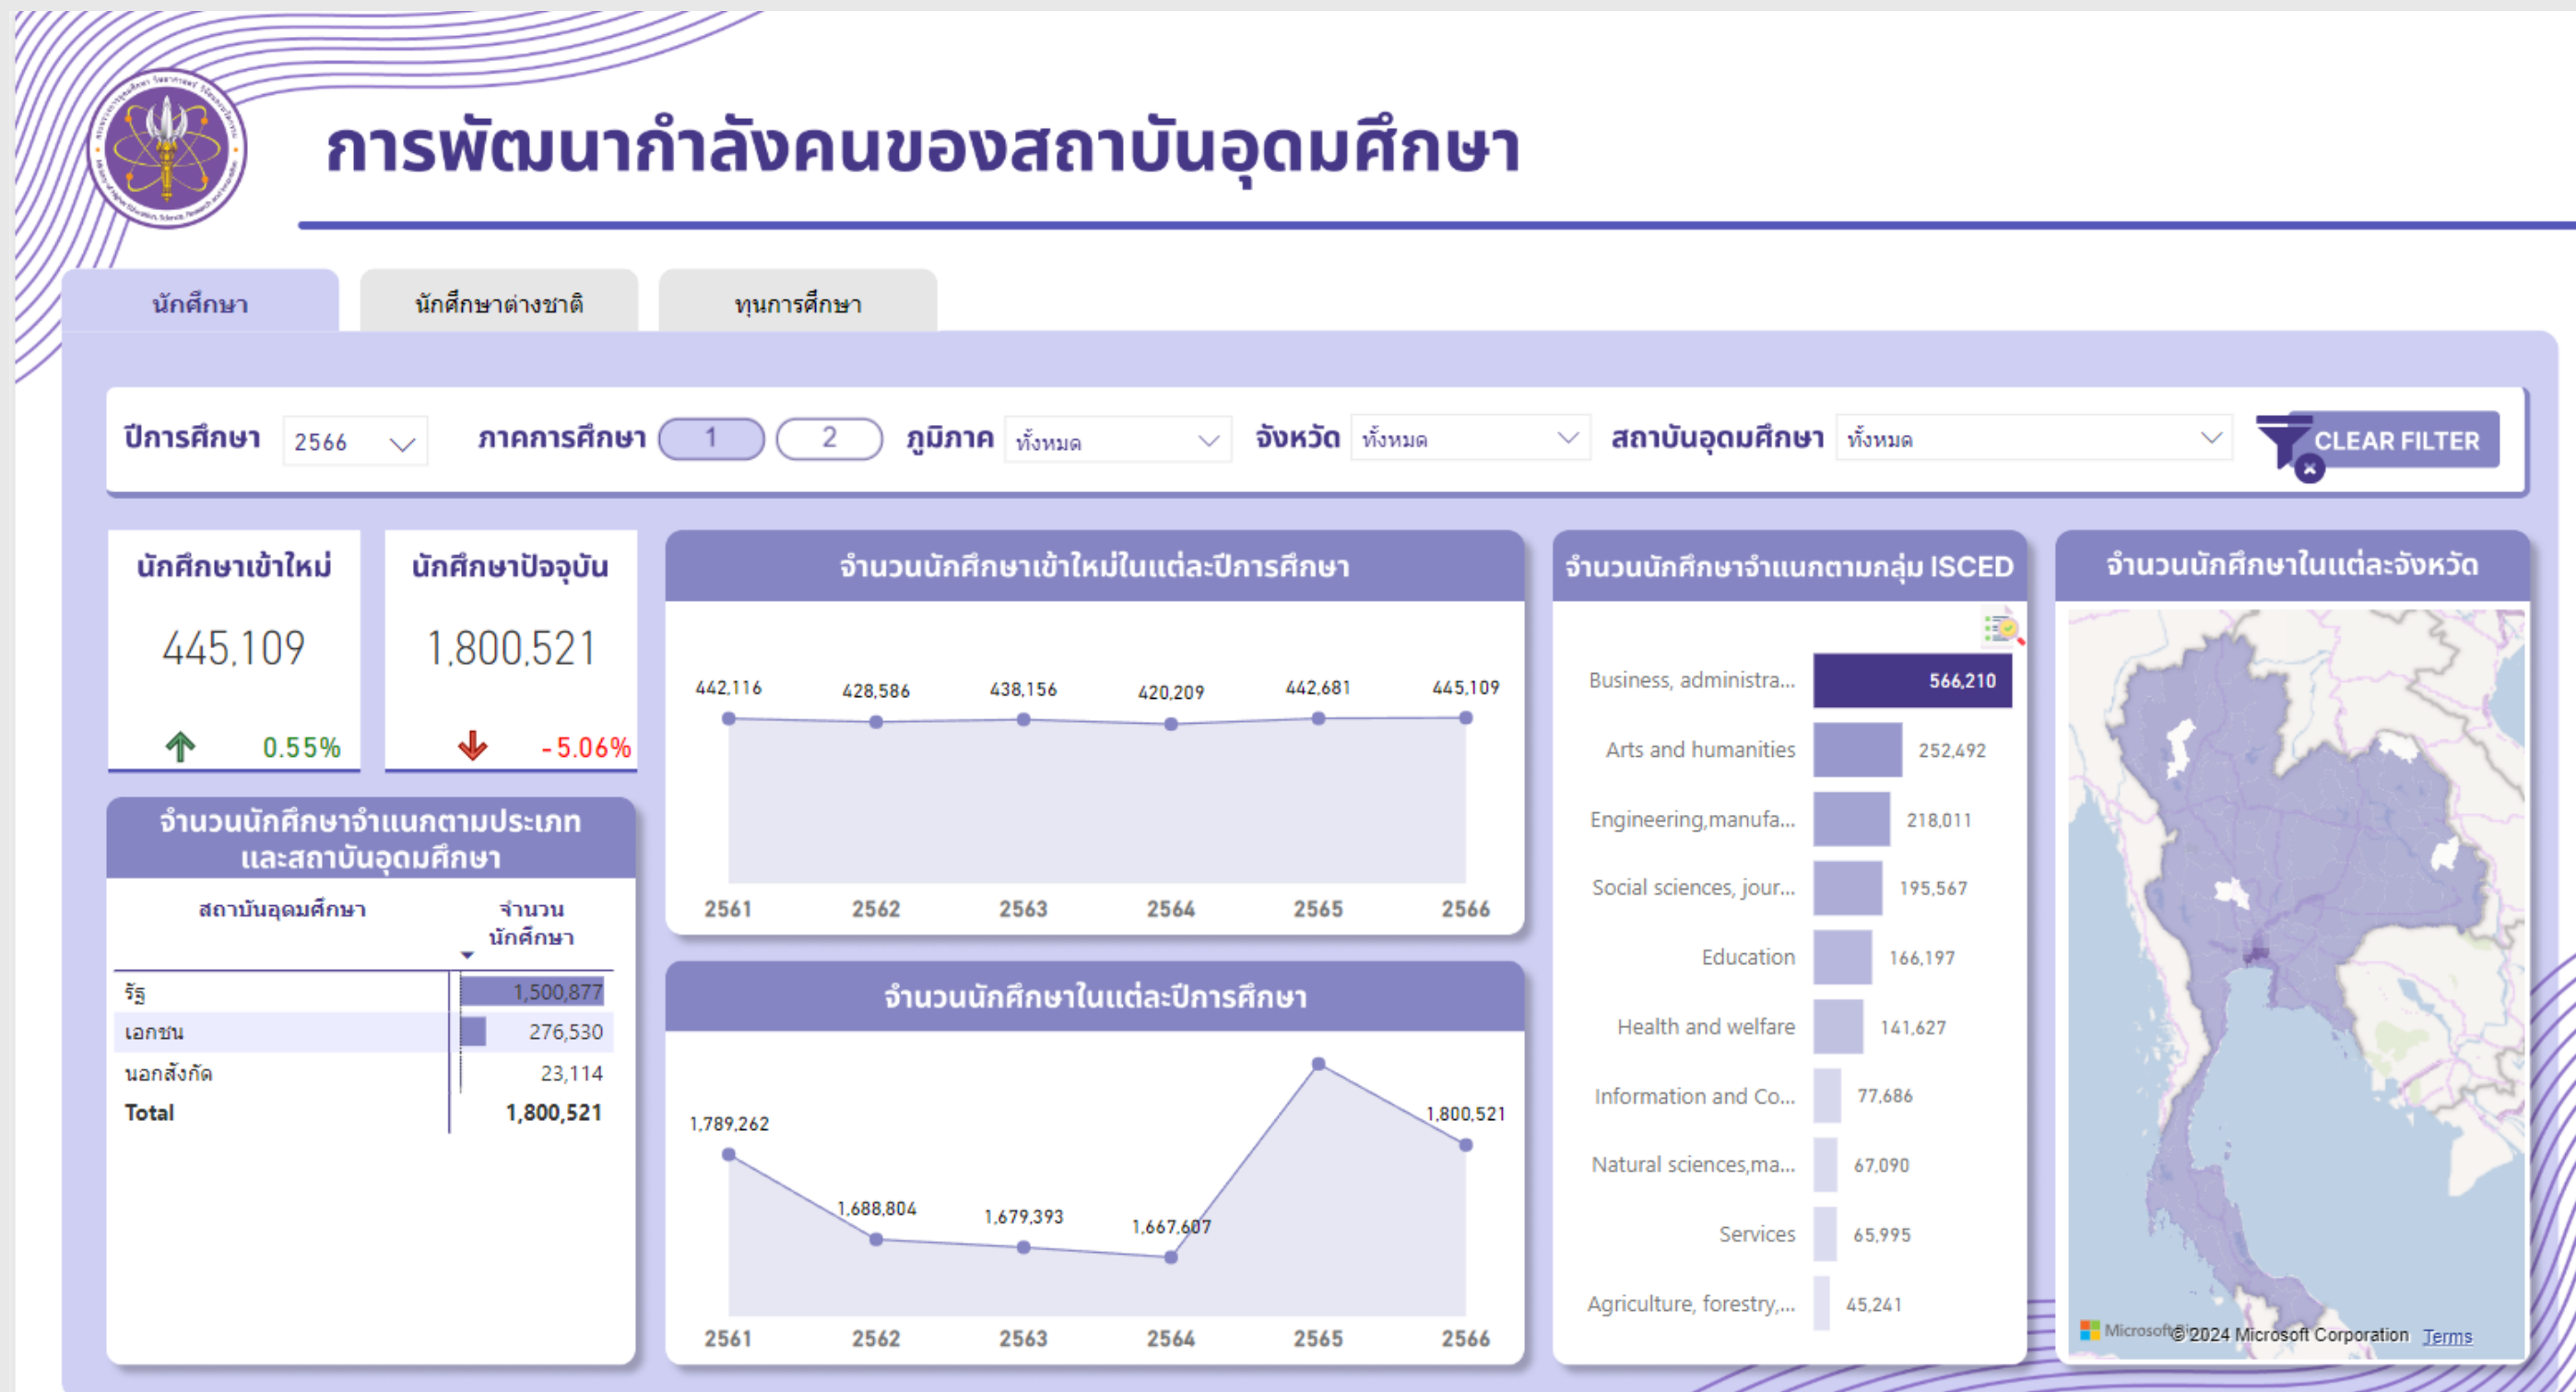 การพัฒนากำลังคนของสถาบันอุดมศึกษา
นักศึกษา
นักศึกษาต่างชาติ
ทุนการศึกษา
ปีการศึกษา 2566 ภาคการศึกษา 1 2 ภูมิภาค ทั้งหมด จังหวัด ทั้งหมด สถาบันอุดมศึกษา ทั้งหมด CLEAR FILTER
นักศึกษาเข้าใหม่
445,109
0.55%
นักศึกษาปัจจุบัน
1,800,521
-5.06%
จำนวนนักศึกษาจำแนกตามประเภท
และสถาบันอุดมศึกษา
สถาบันอุดมศึกษา จำนวน
นักศึกษา
รัฐ 1,500,877
เอกชน 276,530
นอกสังกัด 23,114
Total 1,800,521
จำนวนนักศึกษาเข้าใหม่ในแต่ละปีการศึกษา
442,116 428,586 438,156 420,209 442,681 445,109
2561 2562 2563 2564 2565 2566
จำนวนนักศึกษาในแต่ละปีการศึกษา
1,789,262 1,688,804 1,679,393 1,667,607 1,800,521
2561 2562 2563 2564 2565 2566
จำนวนนักศึกษาจำแนกตามกลุ่ม ISCED
Business, administra... 566,210
Arts and humanities 252,492
Engineering,manufa... 218,011
Social sciences, jour... 195,567
Education 166,197
Health and welfare 141,627
Information and Co... 77,686
Natural sciences,ma... 67,090
Services 65,995
Agriculture, forestry,... 45,241
จำนวนนักศึกษาในแต่ละจังหวัด
Microsoft © 2024 Microsoft Corporation Terms